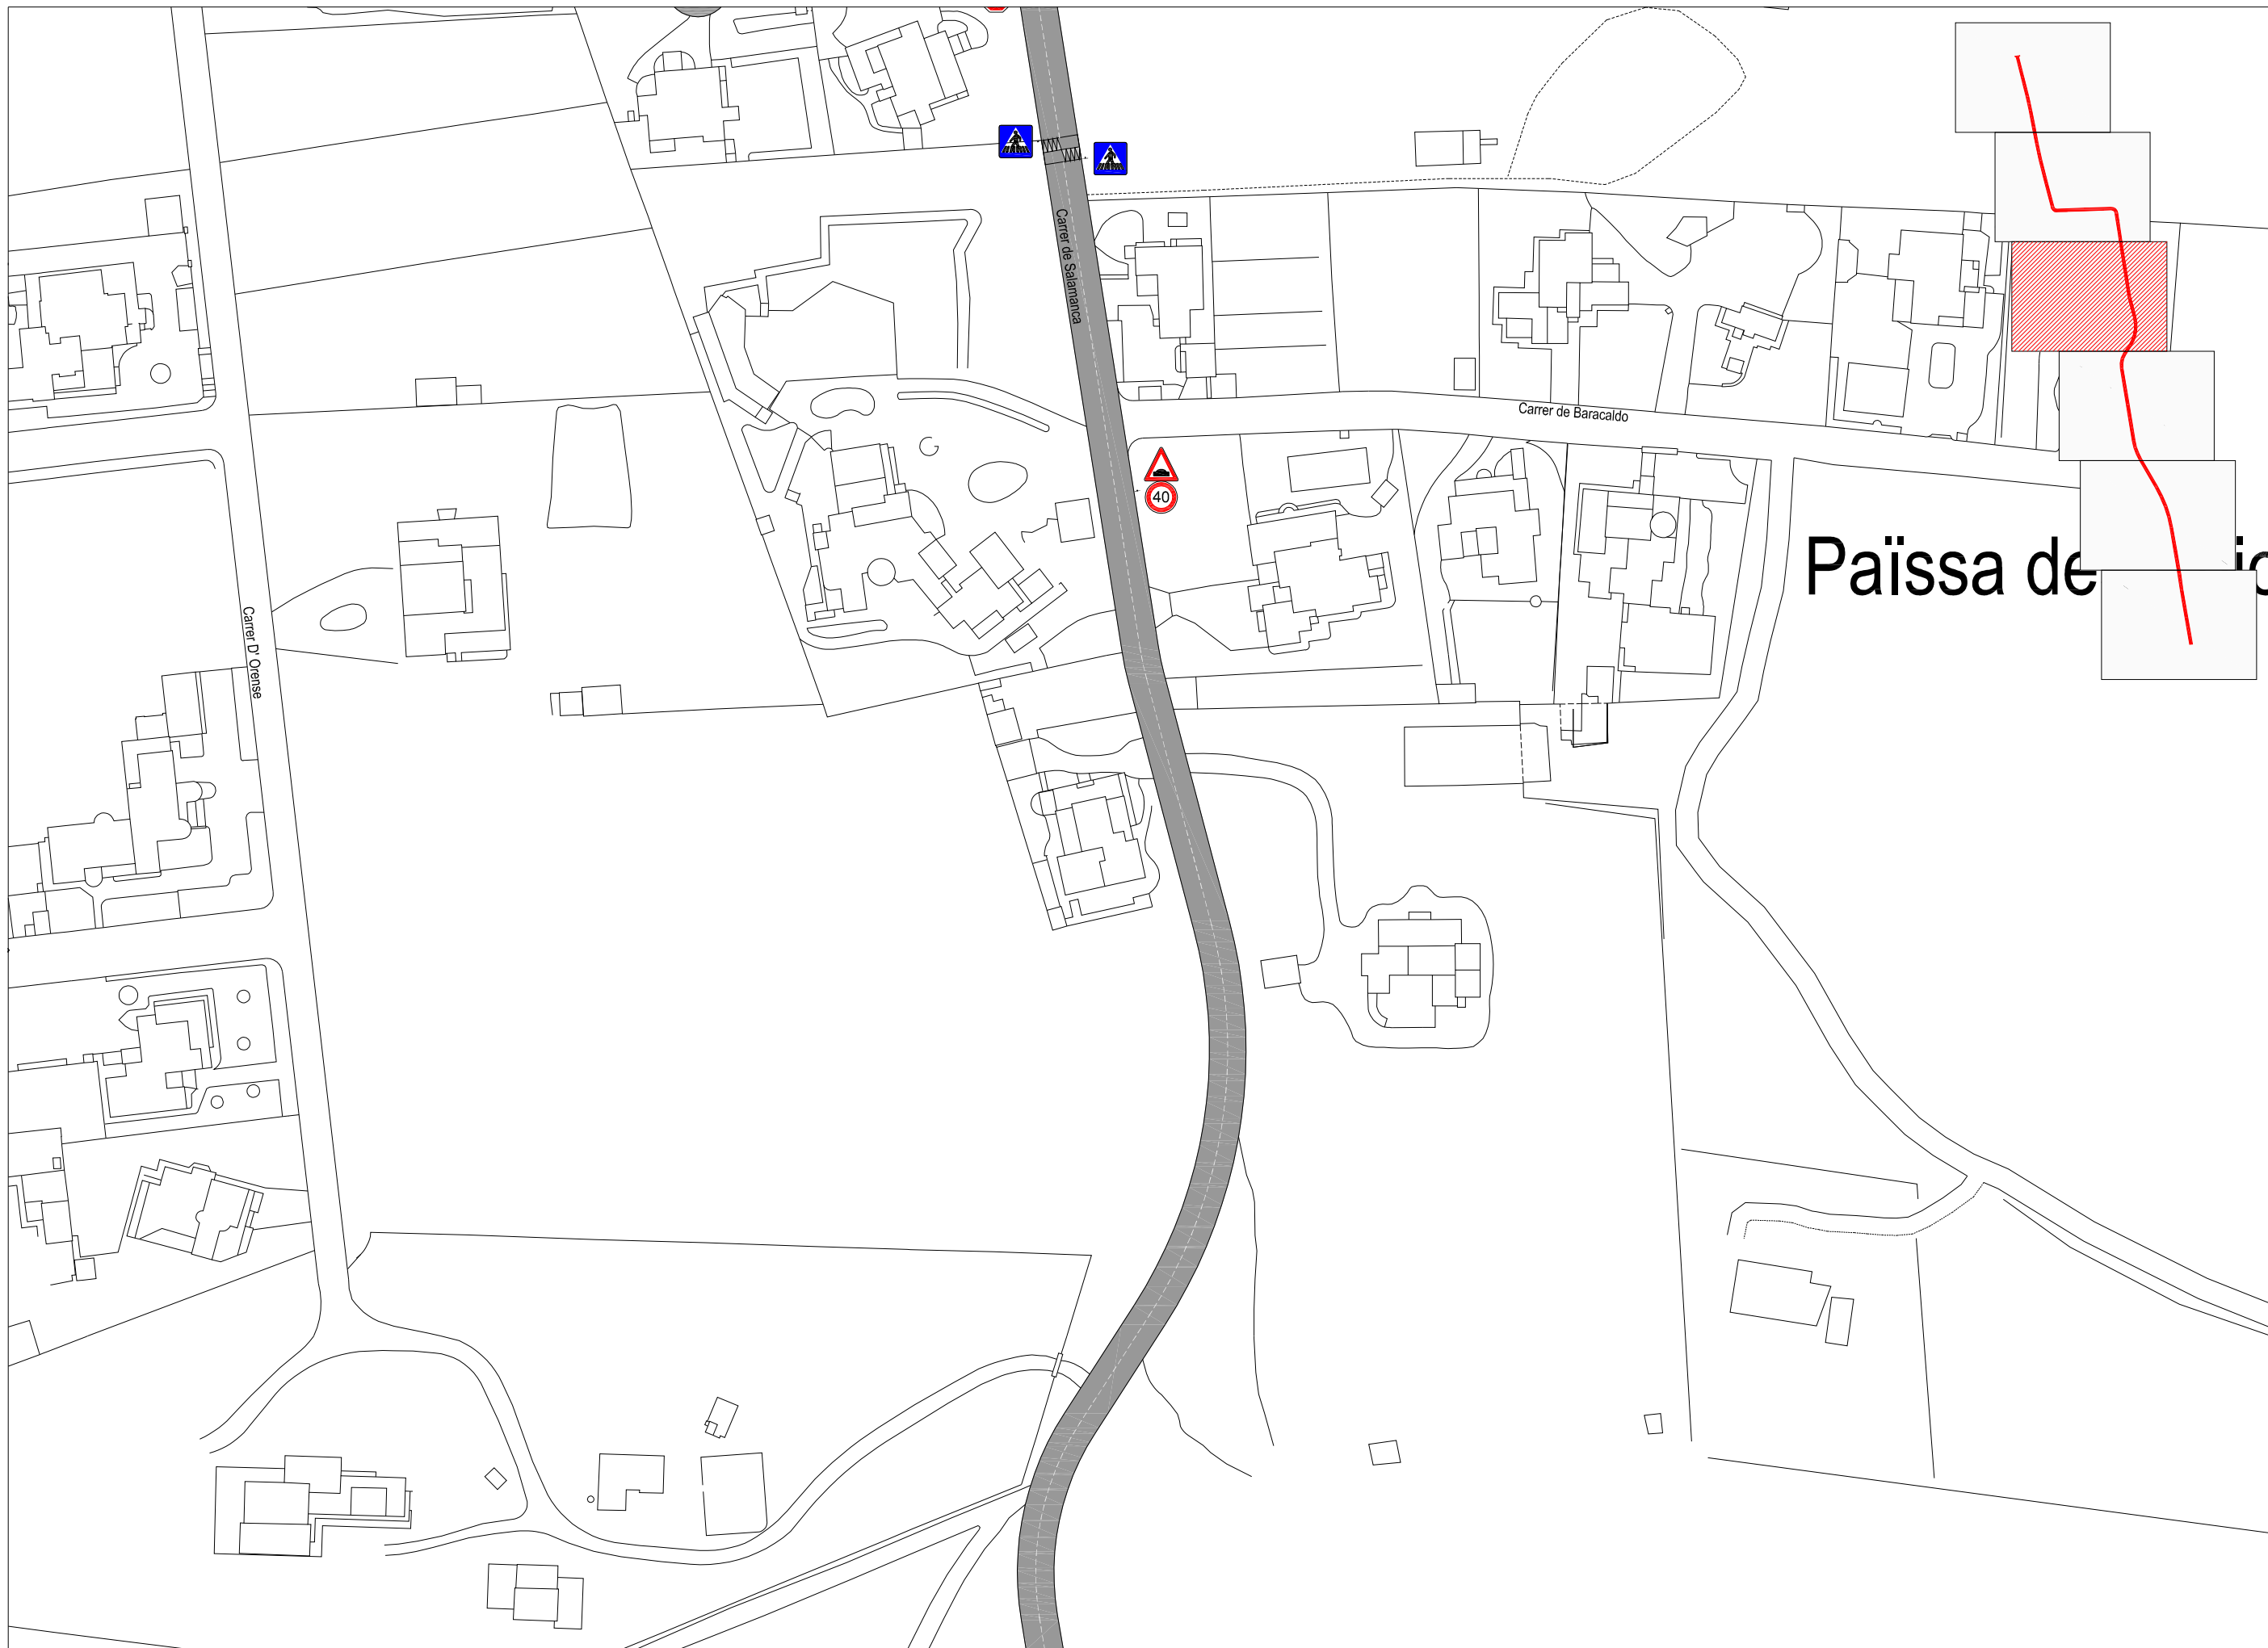 Carrer de Salamanca
Carrer de Baracaldo
40
Païssa de
Carrer D' Orense